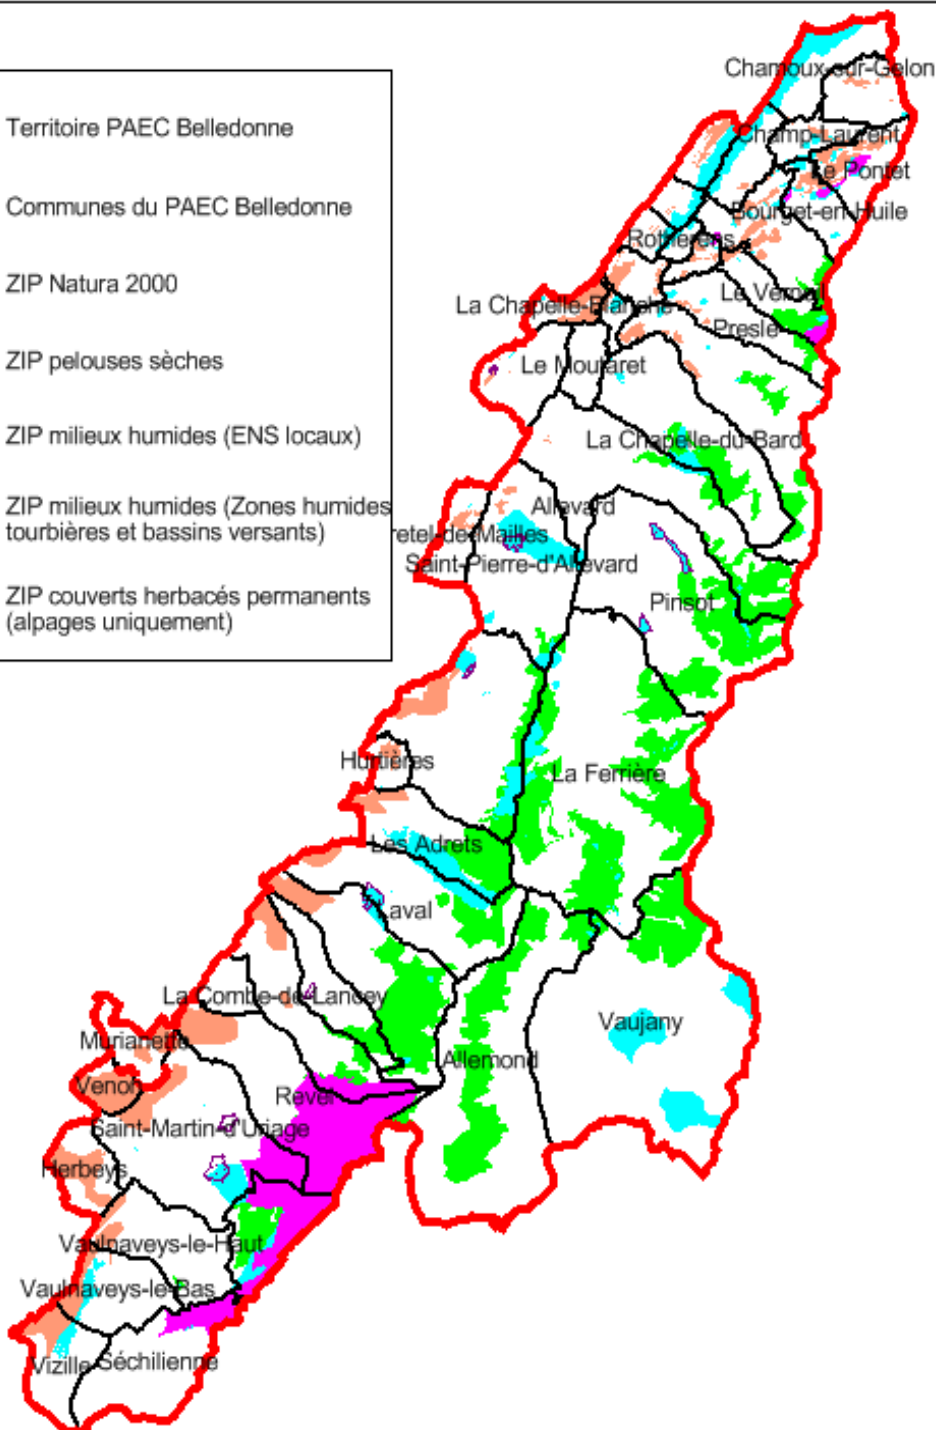 Territoire PAEC Belledonne
Communes du PAEC Belledonne
ZIP Natura 2000
ZIP pelouses sèches
ZIP milieux humides (ENS locaux)
ZIP milieux humides (Zones humides
tourbières et bassins versants)
ZIP couverts herbacés permanents
(alpages uniquement)
Chamoux-sur-Gelon
Champ-Laurent
Le Pontet
Bourget-en-Huile
Rotherens
La Chapelle-Blanche
Le Verneil
Presle
Le Moutaret
La Chapelle-du-Bard
Allevard
retel-de-Mailles
Saint-Pierre-d'Allevard
Pinsot
Hurtières
La Ferrière
Les Adrets
Laval
La Combe-de-Lancey
Vaujany
Murianette
Allemond
Venon
Revel
Saint-Martin-d'Uriage
Herbeys
Vaulnaveys-le-Haut
Vaulnaveys-le-Bas
Vizille
Séchilienne